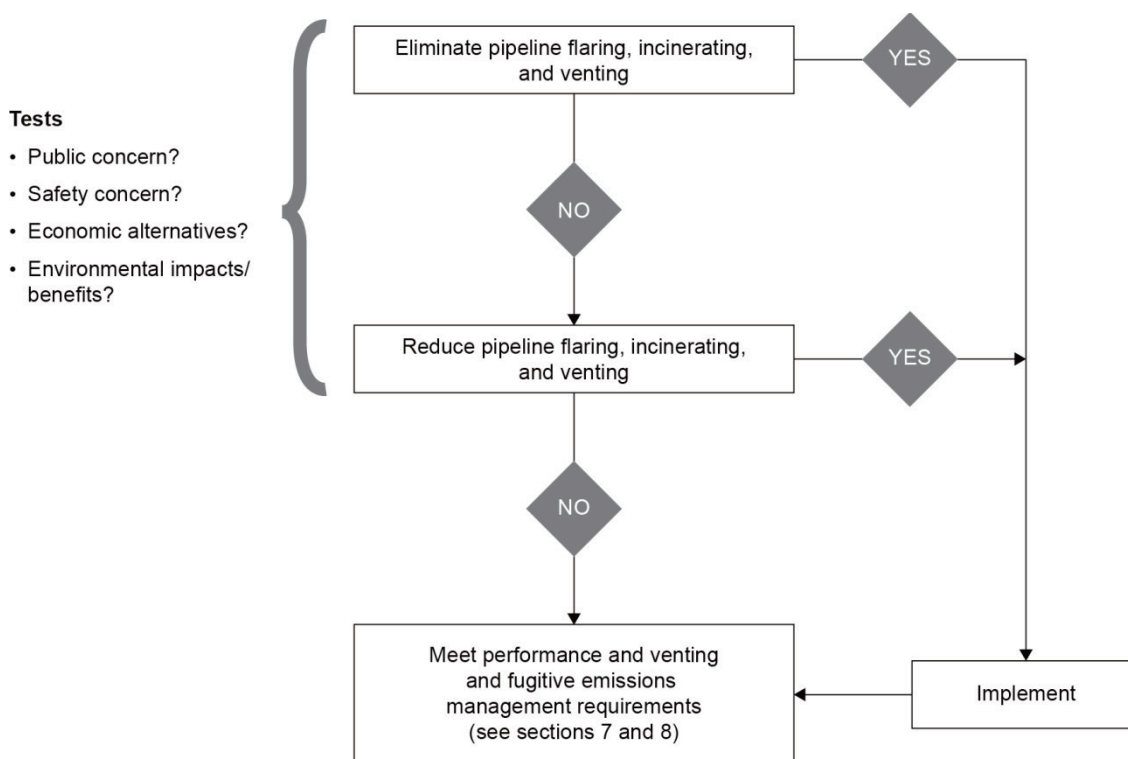 Tests
• Public concern?
• Safety concern?
• Economic alternatives?
• Environmental impacts/
benefits?
Eliminate pipeline flaring, incinerating,
and venting
YES
NO
Reduce pipeline flaring, incinerating,
and venting
YES
NO
Meet performance and venting
and fugitive emissions
management requirements
(see sections 7 and 8)
Implement